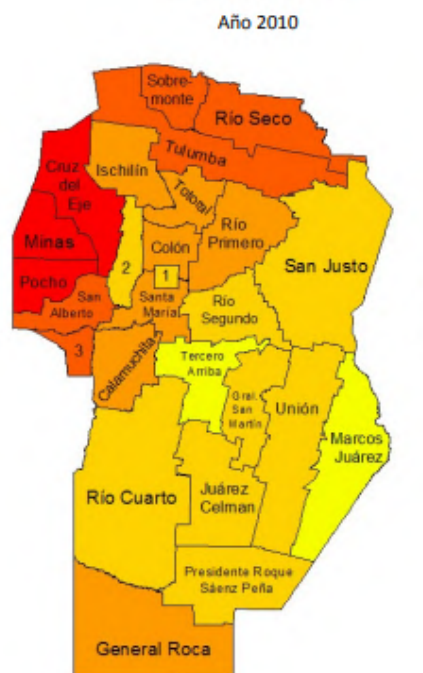 Año 2010
Sobre-
monte
Río Seco
Tulumba
Cruz
del
Eje
Ischilín
Totoral
Río
Primero
Minas
Colón
2
1
San Justo
Pocho
San
Alberto
Santa
María
Río
Segundo
3
Calamuchita
Tercero
Arriba
Gral.
San
Martín
Unión
Marcos
Juárez
Río Cuarto
Juárez
Celman
Presidente Roque
Sáenz Peña
General Roca